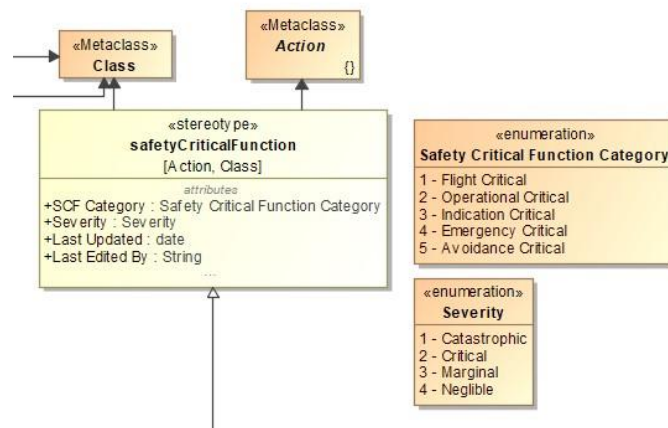 «Metaclass»
Class
«Metaclass»
Action
{}
«stereotype»
safetyCriticalFunction
[Action, Class]
attributes
+SCF Category : Safety Critical Function Category
+Severity : Severity
+Last Updated : date
+Last Edited By : String
...
«enumeration»
Safety Critical Function Category
1 - Flight Critical
2 - Operational Critical
3 - Indication Critical
4 - Emergency Critical
5 - Avoidance Critical
«enumeration»
Severity
1 - Catastrophic
2 - Critical
3 - Marginal
4 - Neglible